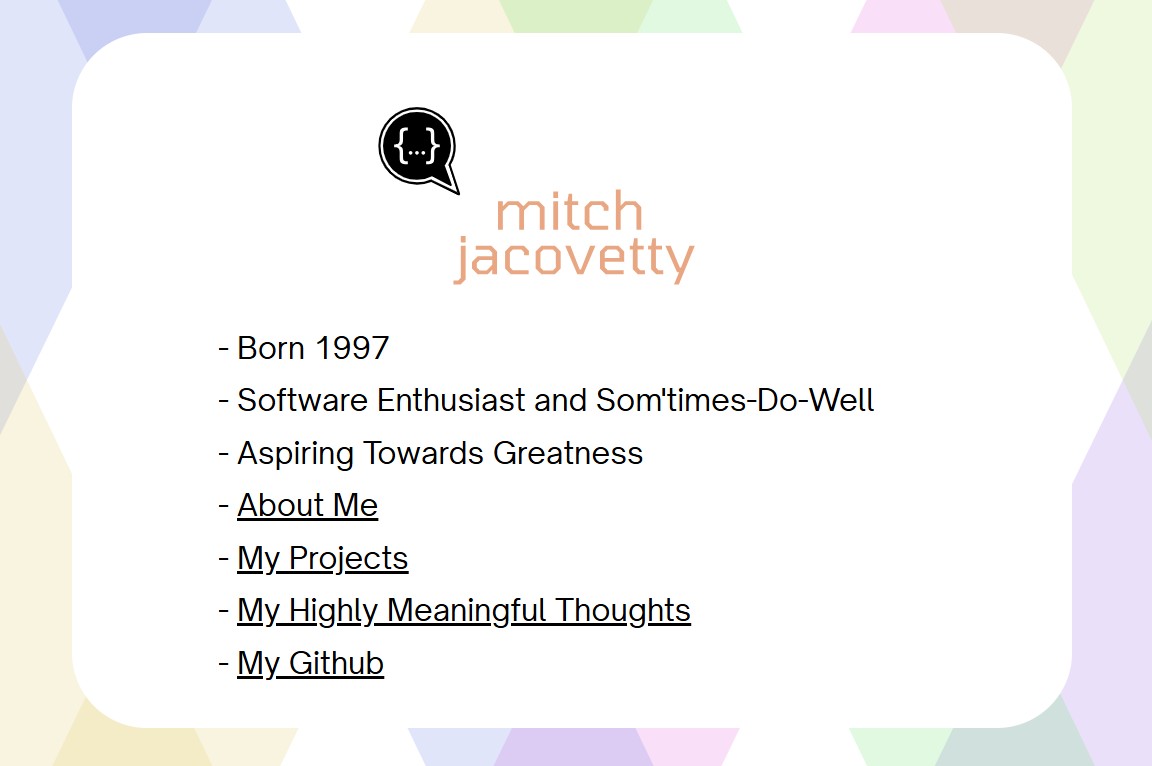 {...}
mitch
jacovetty
- Born 1997
- Software Enthusiast and Som'times-Do-Well
- Aspiring Towards Greatness
- About Me
- My Projects
- My Highly Meaningful Thoughts
- My Github